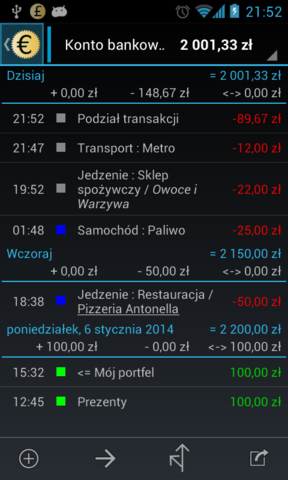 21:52
Konto bankow.. 2 001,33 zł
Dzisiaj = 2 001,33 zł
+ 0,00 zł - 148,67 zł <-> 0,00 zł
21:52 Podział transakcji -89,67 zł
21:47 Transport : Metro -12,00 zł
19:52 Jedzenie : Sklep
spożywczy / Owoce i
Warzywa -22,00 zł
01:48 Samochód : Paliwo -25,00 zł
Wczoraj = 2 150,00 zł
+ 0,00 zł - 50,00 zł <-> 0,00 zł
18:38 Jedzenie : Restauracja /
Pizzeria Antonella -50,00 zł
poniedziałek, 6 stycznia 2014 = 2 200,00 zł
+ 100,00 zł - 0,00 zł <-> 100,00 zł
15:32 <= Mój portfel 100,00 zł
12:45 Prezenty 100,00 zł